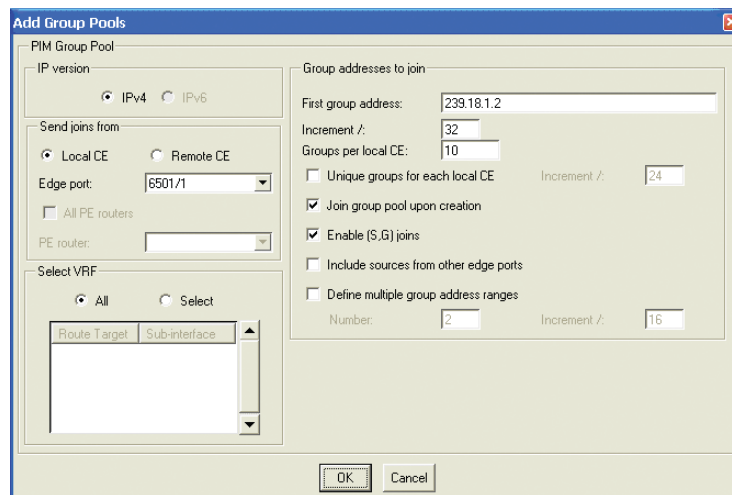 Add Group Pools
PIM Group Pool
IP version
IPv4 IPv6
Send joins from
Local CE Remote CE
Edge port: 6501/1
All PE routers
PE router:
Select VRF
All Select
Route Target Sub-interface
Group addresses to join
First group address: 239.18.1.2
Increment /: 32
Groups per local CE: 10
Unique groups for each local CE Increment /: 24
Join group pool upon creation
Enable (S,G) joins
Include sources from other edge ports
Define multiple group address ranges
Number: 2 Increment /: 16
OK Cancel